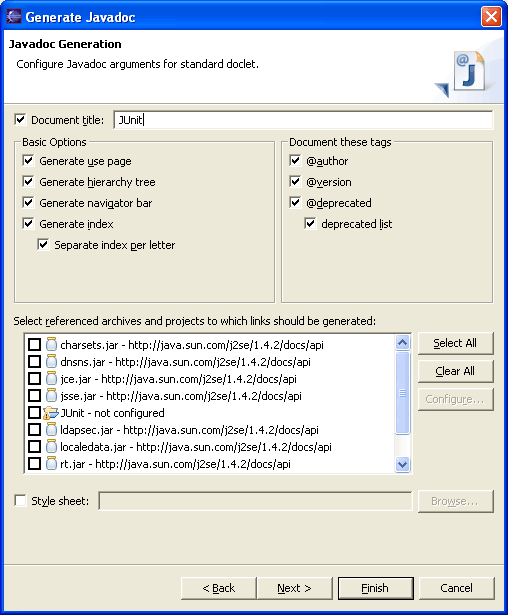 Generate Javadoc
Javadoc Generation
Configure Javadoc arguments for standard doclet.
@
J
Document title: JUnit
Basic Options
Generate use page
Generate hierarchy tree
Generate navigator bar
Generate index
Separate index per letter
Document these tags
@author
@version
@deprecated
deprecated list
Select referenced archives and projects to which links should be generated:
charsets.jar - http://java.sun.com/j2se/1.4.2/docs/api
dnsns.jar - http://java.sun.com/j2se/1.4.2/docs/api
jce.jar - http://java.sun.com/j2se/1.4.2/docs/api
jsse.jar - http://java.sun.com/j2se/1.4.2/docs/api
JUnit - not configured
ldapsec.jar - http://java.sun.com/j2se/1.4.2/docs/api
localedata.jar - http://java.sun.com/j2se/1.4.2/docs/api
rt.jar - http://java.sun.com/j2se/1.4.2/docs/api
Select All
Clear All
Configure...
Style sheet:
Browse...
< Back
Next >
Finish
Cancel